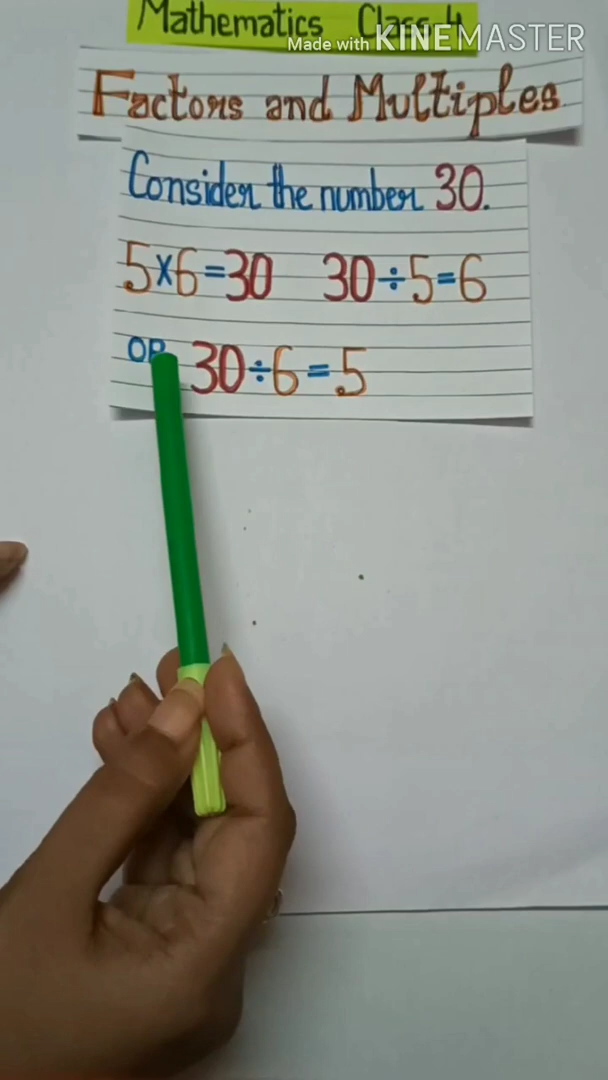 Mathematics Class 4
Made with KINEMASTER
Factors and Multiples
Consider the number 30.
5×6=30 30÷5=6
OR 30÷6=5